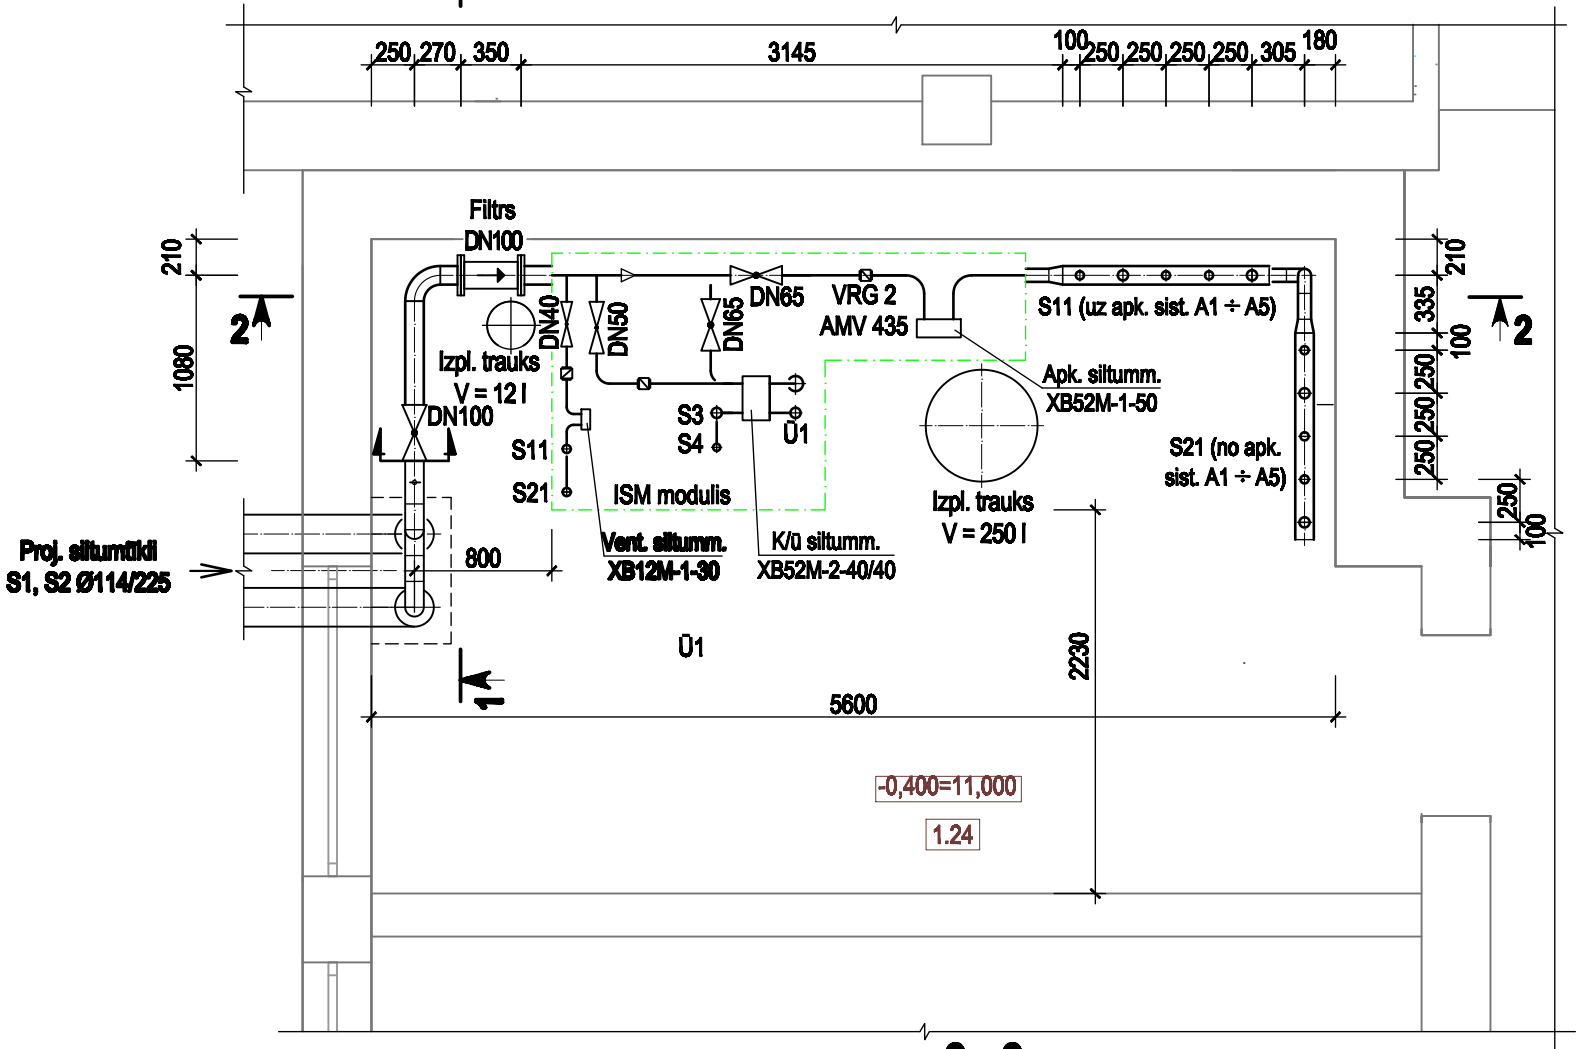 250 270 350 3145 100 250 250 250 250 305 180
Filtrs
DN100
210
210
2
2
1080
DN40
DN50
DN65
DN65
VRG 2
AMV 435
S11 (uz apk. sist. A1 ÷ A5)
335
100
250
250
250
250
100
Izpl. trauks
V = 12 l
DN100
Apk. siltumm.
XB52M-1-50
S3
S4
Ū1
S11
S21
ISM modulis
S21 (no apk.
sist. A1 ÷ A5)
Izpl. trauks
V = 250 l
Proj. siltumtīkli
S1, S2 Ø114/225
800
Vent. siltumm.
XB12M-1-30
K/ū siltumm.
XB52M-2-40/40
Ū1
2230
1
5600
-0,400=11,000
1.24